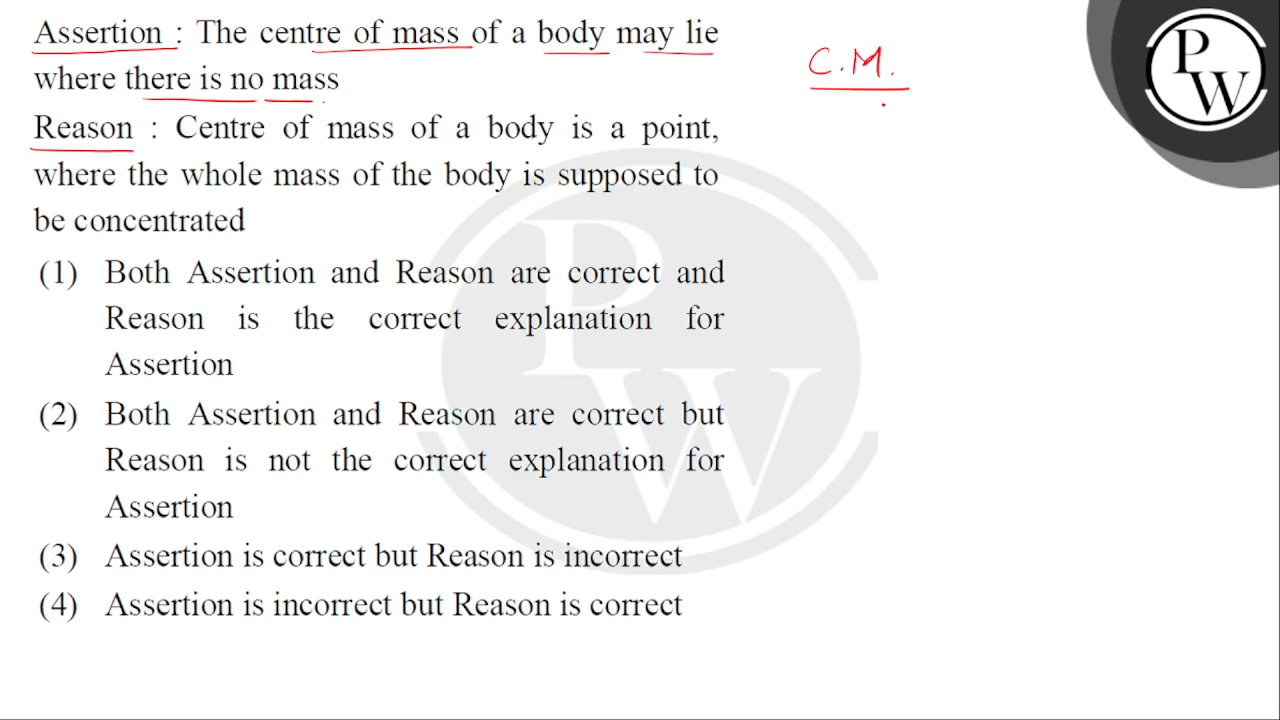 Assertion : The centre of mass of a body may lie
where there is no mass
C.M.
Reason : Centre of mass of a body is a point,
where the whole mass of the body is supposed to
be concentrated
(1) Both Assertion and Reason are correct and
Reason is the correct explanation for
Assertion
(2) Both Assertion and Reason are correct but
Reason is not the correct explanation for
Assertion
(3) Assertion is correct but Reason is incorrect
(4) Assertion is incorrect but Reason is correct
P
W
P
W